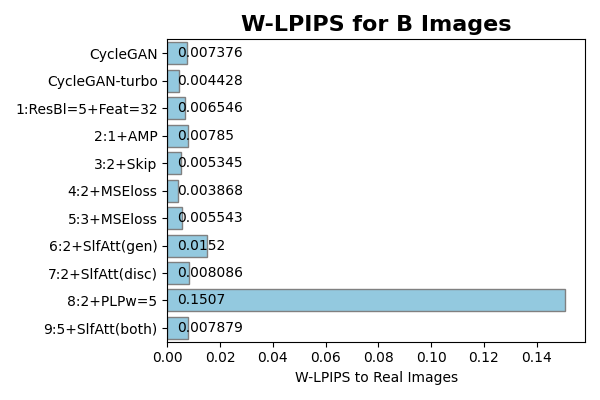 W-LPIPS for B Images
CycleGAN 0.007376
CycleGAN-turbo 0.004428
1:ResBl=5+Feat=32 0.006546
2:1+AMP 0.00785
3:2+Skip 0.005345
4:2+MSEloss 0.003868
5:3+MSEloss 0.005543
6:2+SlfAtt(gen) 0.0152
7:2+SlfAtt(disc) 0.008086
8:2+PLPw=5 0.1507
9:5+SlfAtt(both) 0.007879
0.00 0.02 0.04 0.06 0.08 0.10 0.12 0.14
W-LPIPS to Real Images